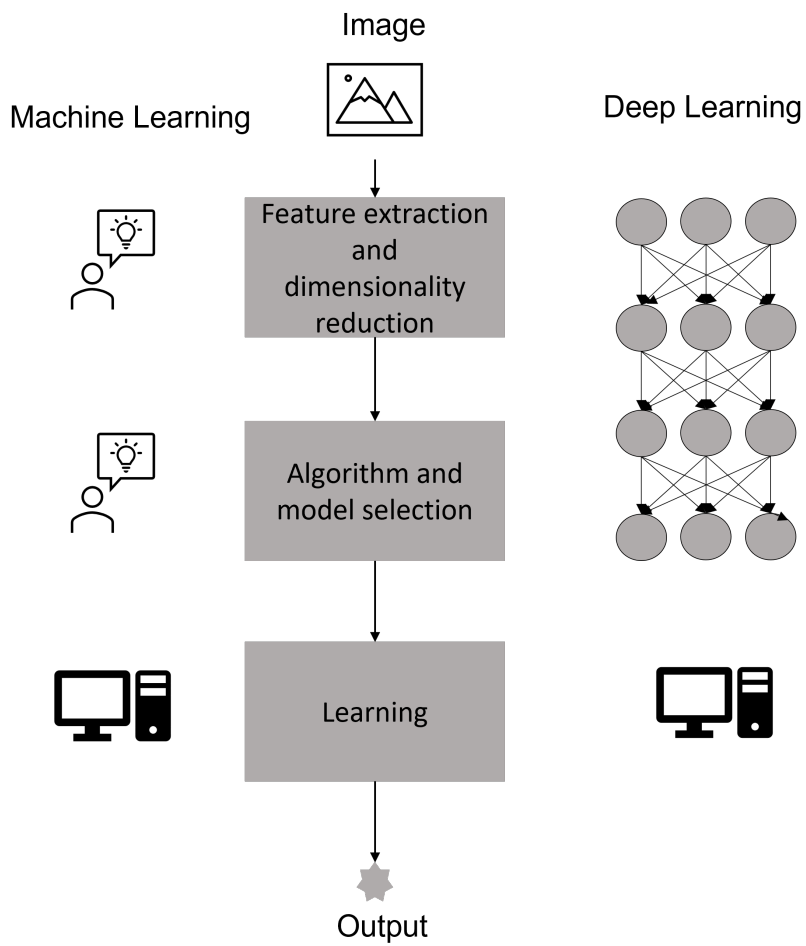 Image
Machine Learning
Deep Learning
Feature extraction
and
dimensionality
reduction
Algorithm and
model selection
Learning
Output